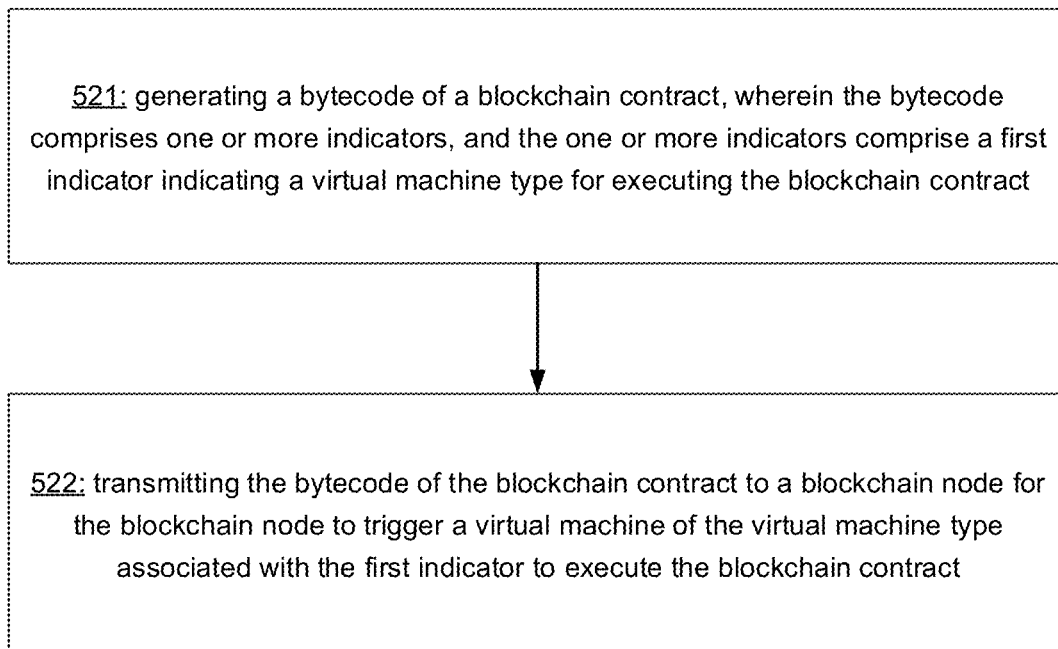 521: generating a bytecode of a blockchain contract, wherein the bytecode
comprises one or more indicators, and the one or more indicators comprise a first
indicator indicating a virtual machine type for executing the blockchain contract
522: transmitting the bytecode of the blockchain contract to a blockchain node for
the blockchain node to trigger a virtual machine of the virtual machine type
associated with the first indicator to execute the blockchain contract